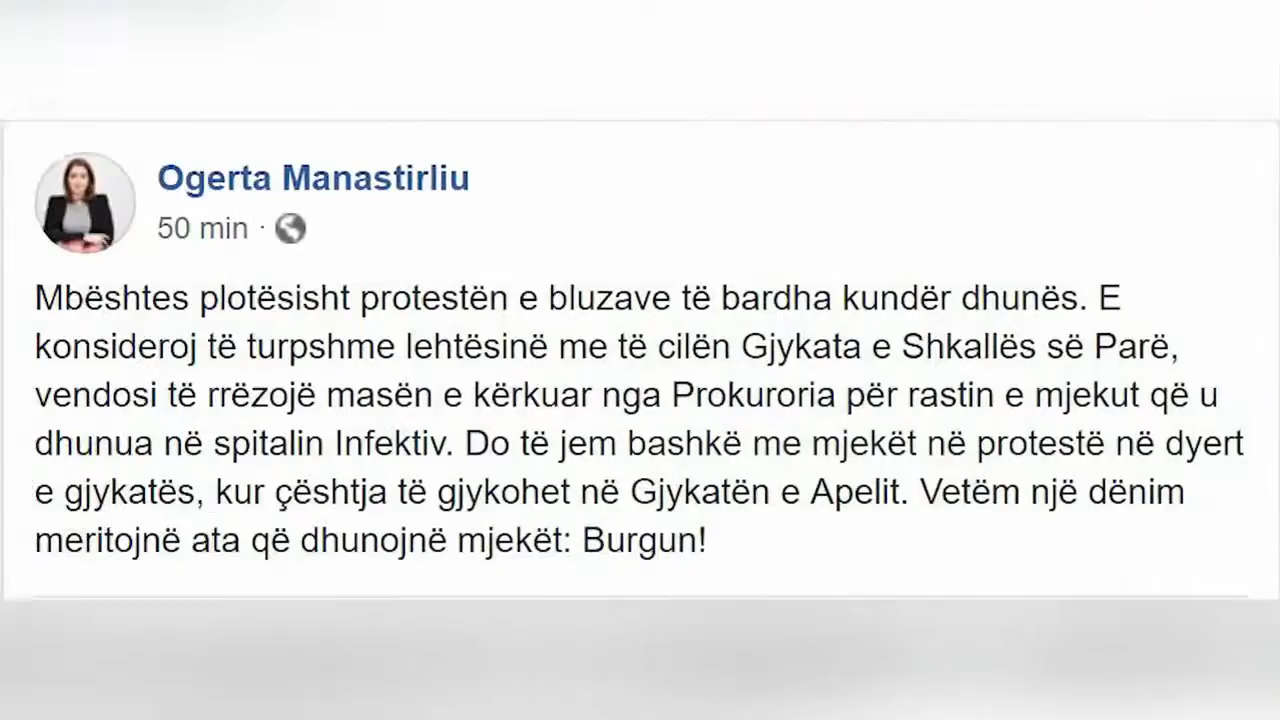 Ogerta Manastirliu
50 min ·
Mbështes plotësisht protestën e bluzave të bardha kundër dhunës. E
konsideroj të turpshme lehtësinë me të cilën Gjykata e Shkallës së Parë,
vendosi të rrëzojë masën e kërkuar nga Prokuroria për rastin e mjekut që u
dhunua në spitalin Infektiv. Do të jem bashkë me mjekët në protestë në dyert
e gjykatës, kur çështja të gjykohet në Gjykatën e Apelit. Vetëm një dënim
meritojnë ata që dhunojnë mjekët: Burgun!